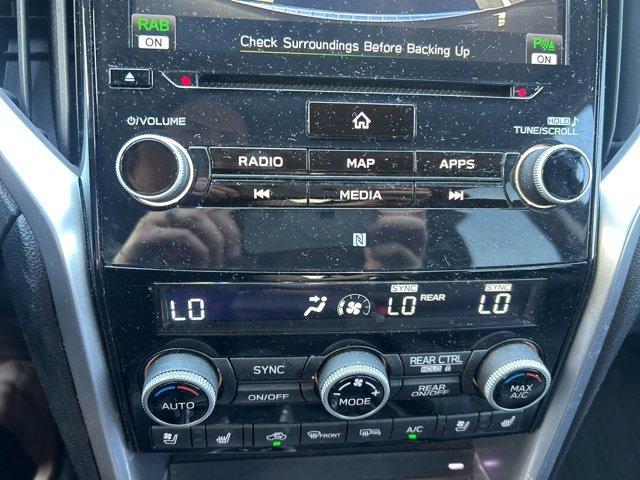 RAB
ON
Check Surroundings Before Backing Up
P
ON
⏻/VOLUME
HOLD
TUNE/SCROLL
RADIO MAP APPS
MEDIA
N
LO LO SYNC REAR LO SYNC
SYNC
ON/OFF
AUTO
MODE
REAR CTRL
HOLD
REAR
ON/OFF
MAX
A/C
FRONT
A/C